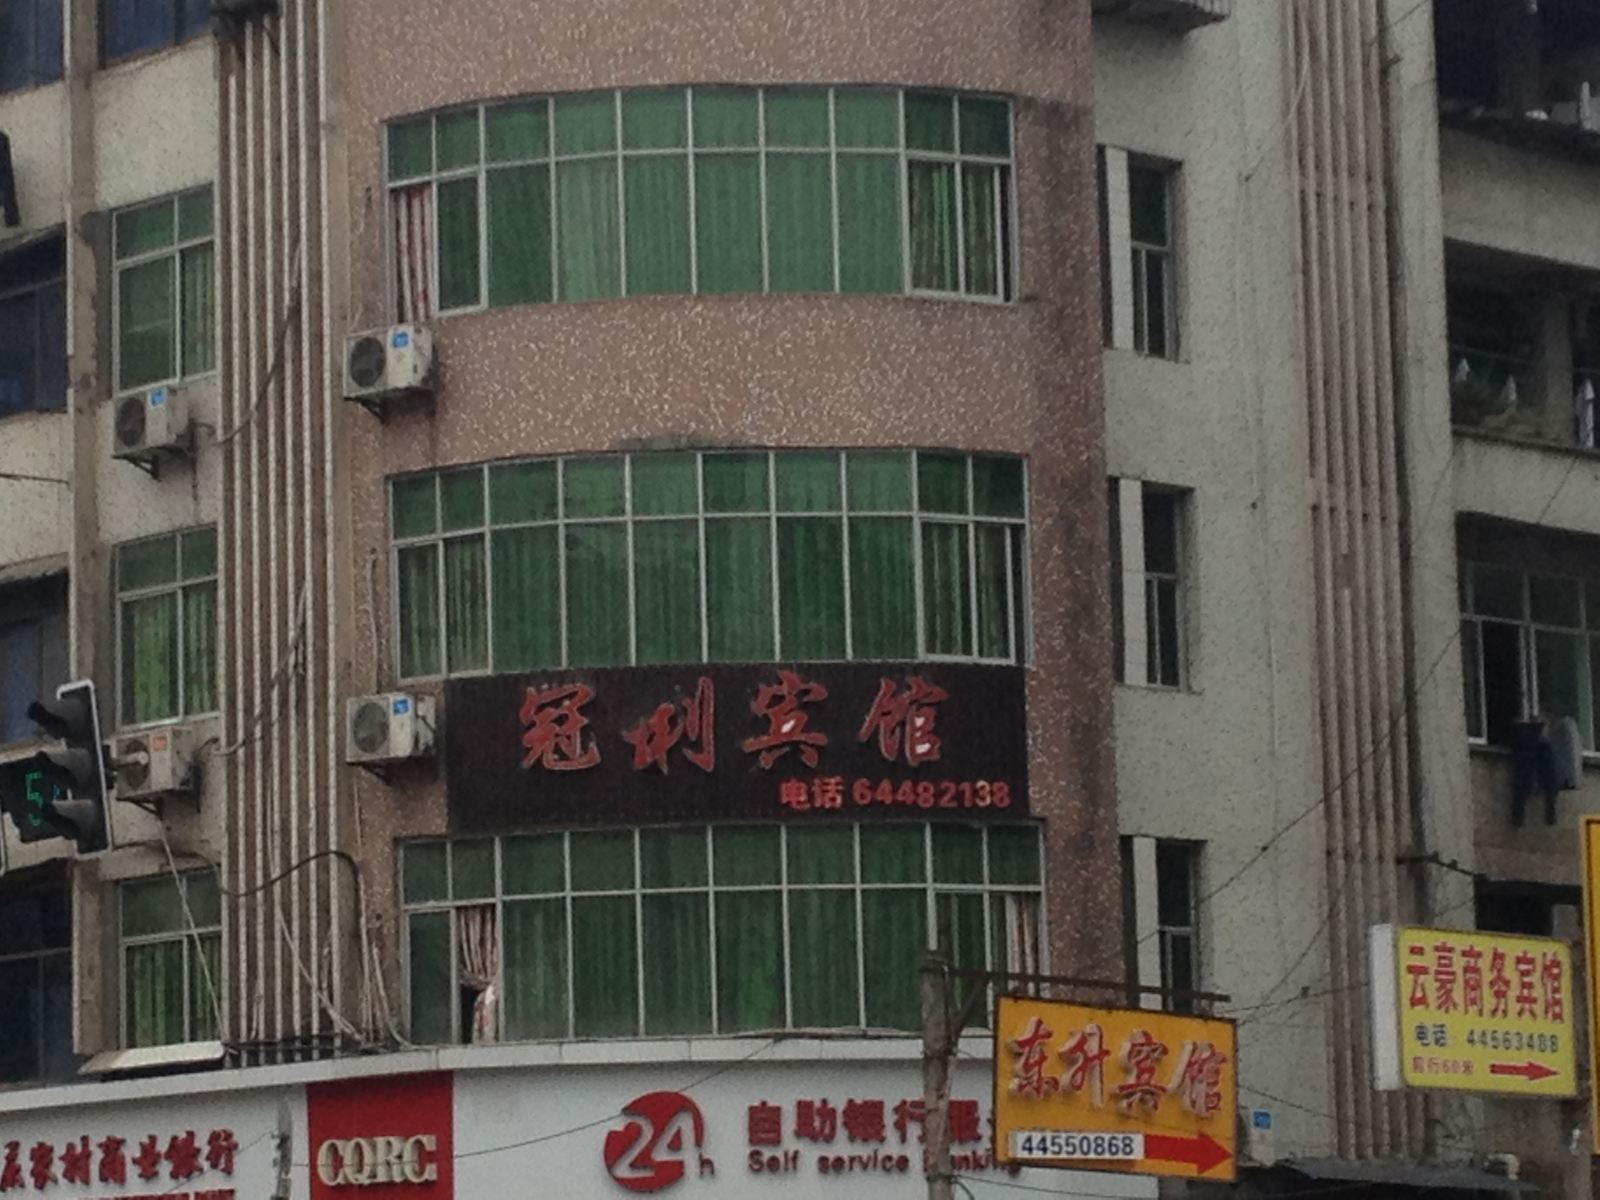 冠利宾馆
电话 64482138
云豪商务宾馆
电话 44563488
前行60米
东升宾馆
44550868
农村商业银行
CQRC
24h
自助银行服
Self service Banking
5